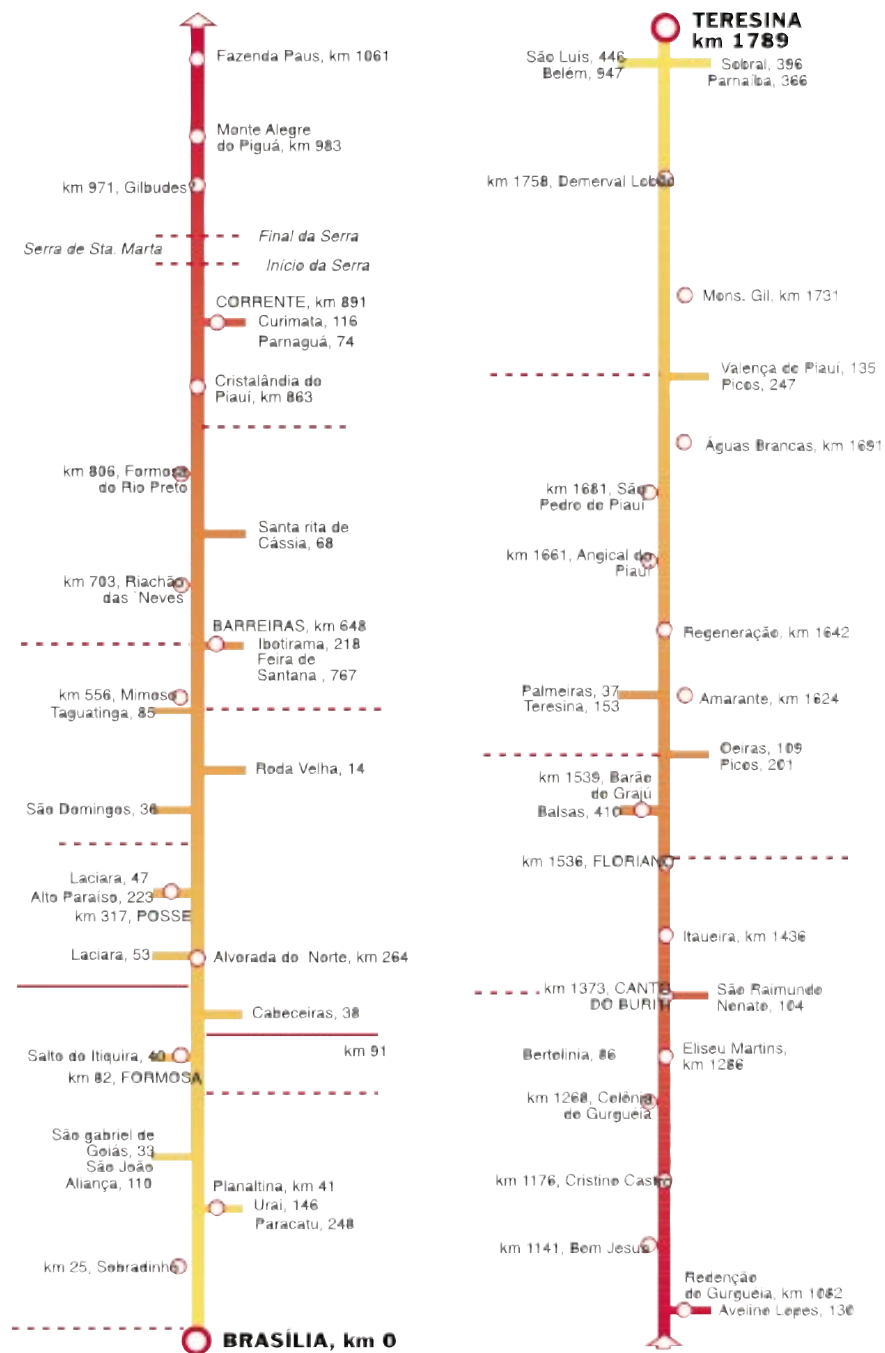 Fazenda Paus, km 1061
Monte Alegre
do Piguá, km 983
km 971, Gilbudes
Final da Serra
Serra de Sta. Marta
Início da Serra
CORRENTE, km 891
Curimata, 116
Parnaguá, 74
Cristalândia do
Piauí, km 863
km 806, Formosa
do Rio Preto
Santa rita de
Cássia, 68
km 703, Riachão
das `Neves
BARREIRAS, km 648
Ibotirama, 218
Feira de
Santana , 767
km 556, Mimoso
Taguatinga, 85
Roda Velha, 14
São Domingos, 36
Laciara, 47
Alto Paraíso, 223
km 317, POSSE
Laciara, 53
Alvorada do Norte, km 264
Cabeceiras, 38
km 91
Salto do Itiquira, 40
km 82, FORMOSA
São gabriel de
Goiás, 33
São João
Aliança, 110
Planaltina, km 41
Urai, 146
Paracatu, 248
km 25, Sobradinho
BRASÍLIA, km 0
TERESINA
km 1789
São Luís, 446
Belém, 947
Sobral, 396
Parnaíba, 366
km 1758, Demerval Lobão
Mons. Gil, km 1731
Valença do Piauí, 135
Picos, 247
Águas Brancas, km 1691
km 1681, São
Pedro do Piauí
km 1661, Angical do
Piauí
Regeneração, km 1642
Palmeiras, 37
Teresina, 153
Amarante, km 1624
Oeiras, 109
Picos, 201
km 1539, Barão
do Grajú
Balsas, 410
km 1536, FLORIANO
Itaueira, km 1436
km 1373, CANTO
DO BURITI
São Raimundo
Nonato, 104
Bertolinia, 86
Eliseu Martins,
km 1286
km 1268, Colônia
do Gurguéia
km 1176, Cristino Castro
km 1141, Bom Jesus
Redenção
do Gurguéia, km 1082
Avelino Lopes, 130